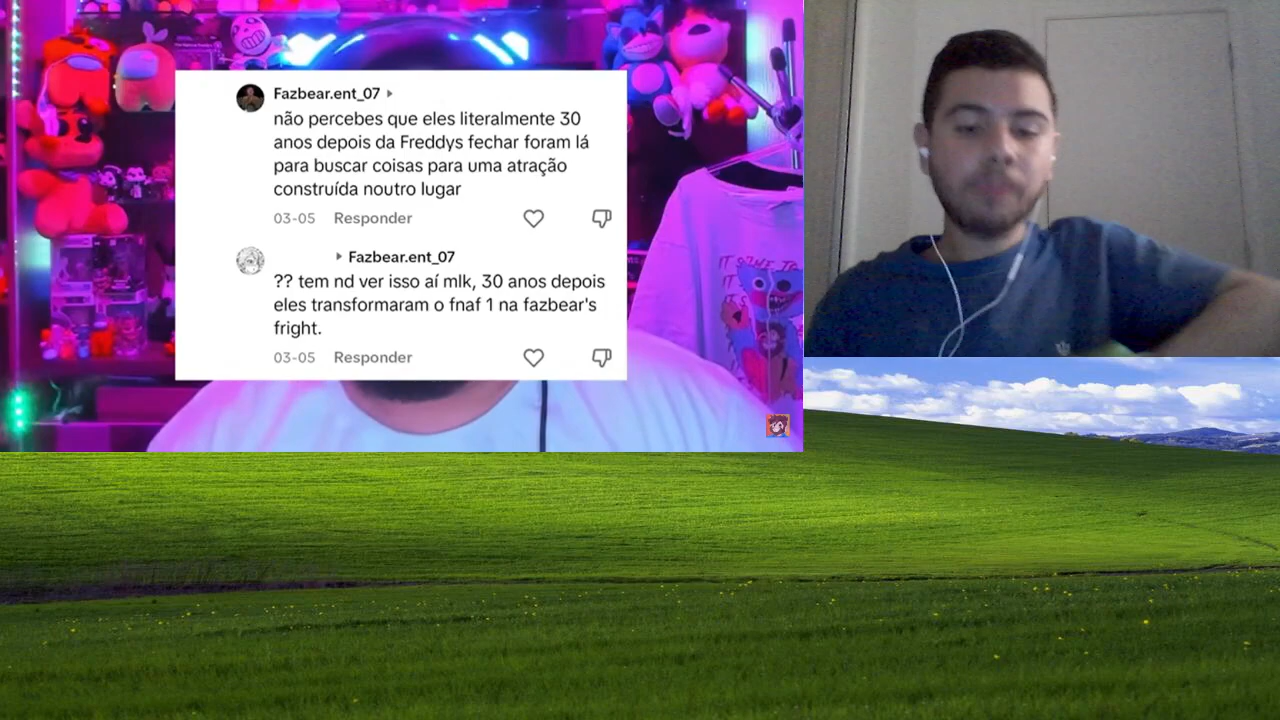 Fazbear.ent_07
não percebes que eles literalmente 30
anos depois da Freddys fechar foram lá
para buscar coisas para uma atração
construída noutro lugar
03-05 Responder
Fazbear.ent_07
?? tem nd ver isso aí mlk, 30 anos depois
eles transformaram o fnaf 1 na fazbear's
fright.
03-05 Responder